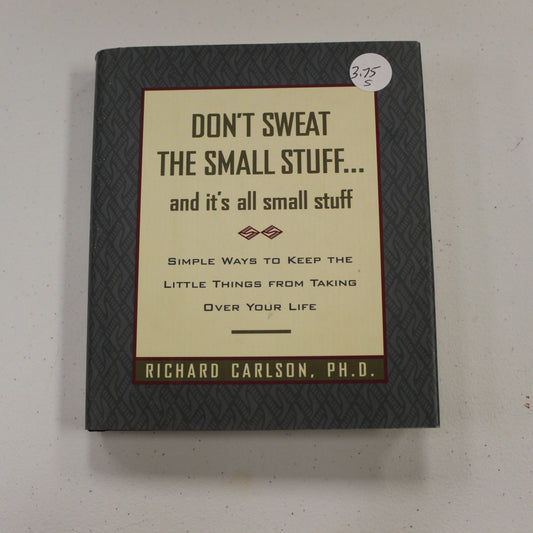 3.75
S
DON'T SWEAT
THE SMALL STUFF...
and it's all small stuff
SIMPLE WAYS TO KEEP THE
LITTLE THINGS FROM TAKING
OVER YOUR LIFE
RICHARD CARLSON, PH.D.